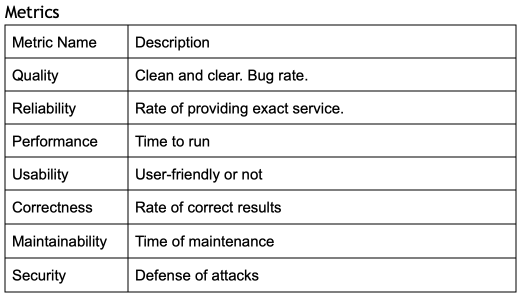 Metrics
Metric Name Description
Quality Clean and clear. Bug rate.
Reliability Rate of providing exact service.
Performance Time to run
Usability User-friendly or not
Correctness Rate of correct results
Maintainability Time of maintenance
Security Defense of attacks